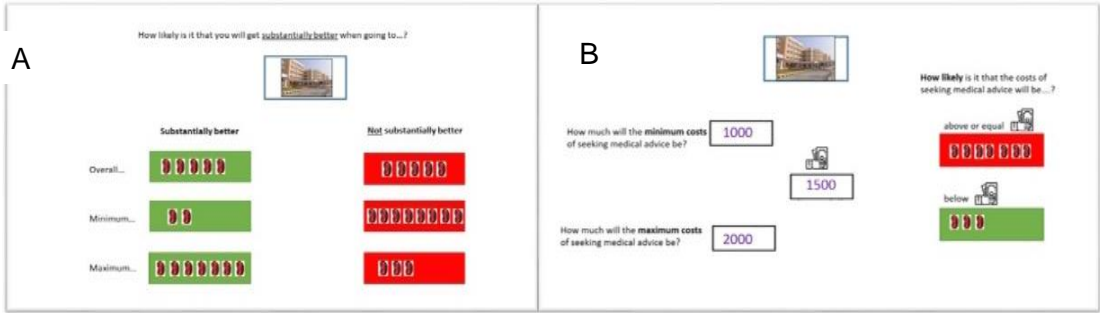 A
How likely is it that you will get substantially better when going to...?
Substantially better
Not substantially better
Overall...
Minimum...
Maximum...
B
How much will the minimum costs
of seeking medical advice be?
1000
1500
How much will the maximum costs
of seeking medical advice be?
2000
How likely is it that the costs of
seeking medical advice will be...?
above or equal
below